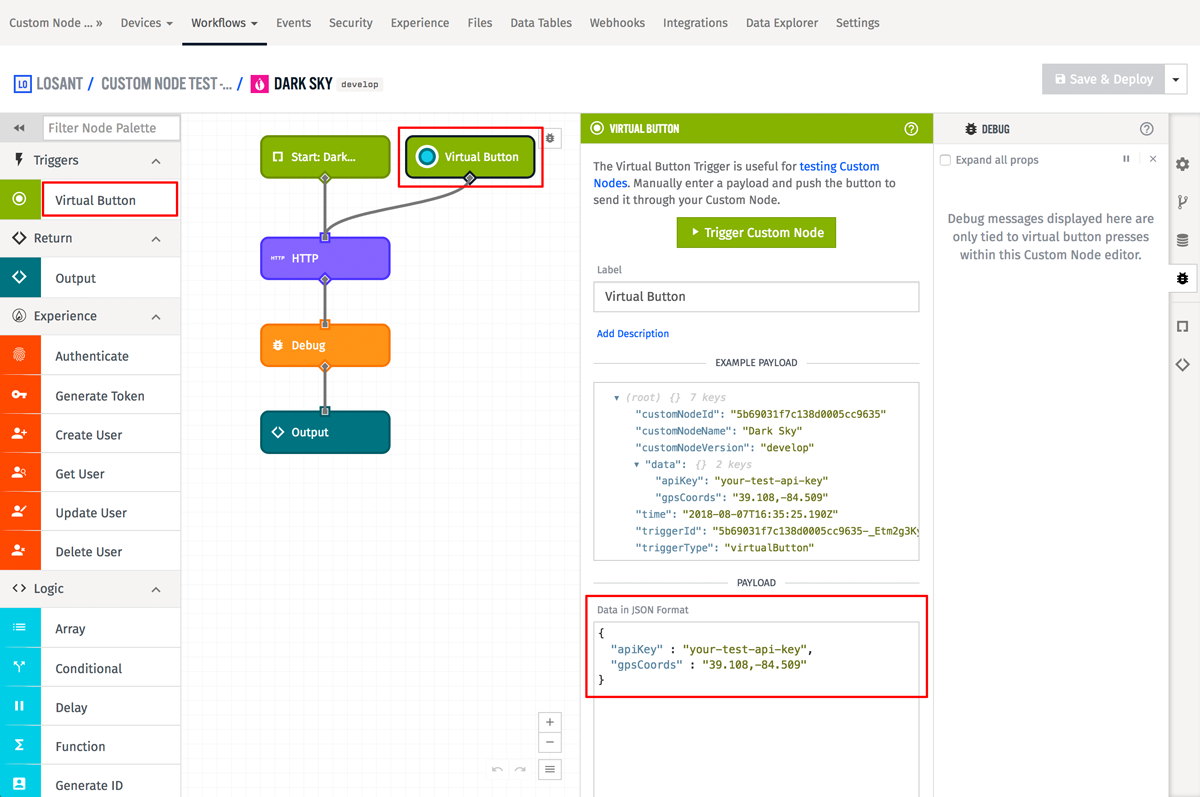 Custom Node ... »
Devices
Workflows
Events
Security
Experience
Files
Data Tables
Webhooks
Integrations
Data Explorer
Settings
LO LOSANT / CUSTOM NODE TEST -... / DARK SKY develop
Save & Deploy
Filter Node Palette
Triggers
Virtual Button
Return
Output
Experience
Authenticate
Generate Token
Create User
Get User
Update User
Delete User
Logic
Array
Conditional
Delay
Function
Generate ID
Start: Dark...
Virtual Button
HTTP HTTP
Debug
Output
VIRTUAL BUTTON
The Virtual Button Trigger is useful for testing Custom
Nodes. Manually enter a payload and push the button to
send it through your Custom Node.
Trigger Custom Node
Label
Virtual Button
Add Description
EXAMPLE PAYLOAD
(root) {} 7 keys
"customNodeId": "5b69031f7c138d0005cc9635"
"customNodeName": "Dark Sky"
"customNodeVersion": "develop"
"data": {} 2 keys
"apiKey": "your-test-api-key"
"gpsCoords": "39.108,-84.509"
"time": "2018-08-07T16:35:25.190Z"
"triggerId": "5b69031f7c138d0005cc9635-_Etm2g3Ky
"triggerType": "virtualButton"
PAYLOAD
Data in JSON Format
{
"apiKey" : "your-test-api-key",
"gpsCoords" : "39.108,-84.509"
}
DEBUG
Expand all props
Debug messages displayed here are
only tied to virtual button presses
within this Custom Node editor.